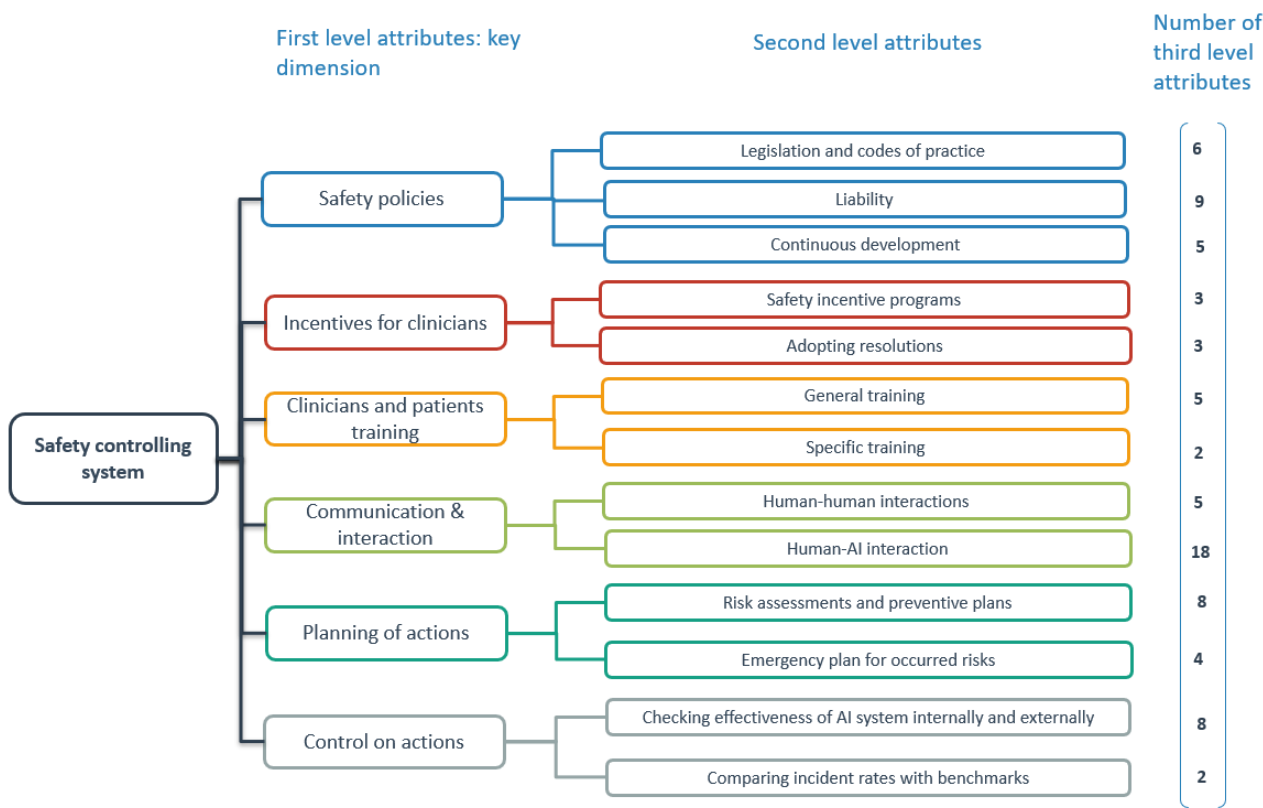 First level attributes: key
dimension
Second level attributes
Number of
third level
attributes
Safety controlling
system
Safety policies
Legislation and codes of practice
6
Liability
9
Continuous development
5
Incentives for clinicians
Safety incentive programs
3
Adopting resolutions
3
Clinicians and patients
training
General training
5
Specific training
2
Communication &
interaction
Human-human interactions
5
Human-AI interaction
18
Planning of actions
Risk assessments and preventive plans
8
Emergency plan for occurred risks
4
Control on actions
Checking effectiveness of AI system internally and externally
8
Comparing incident rates with benchmarks
2